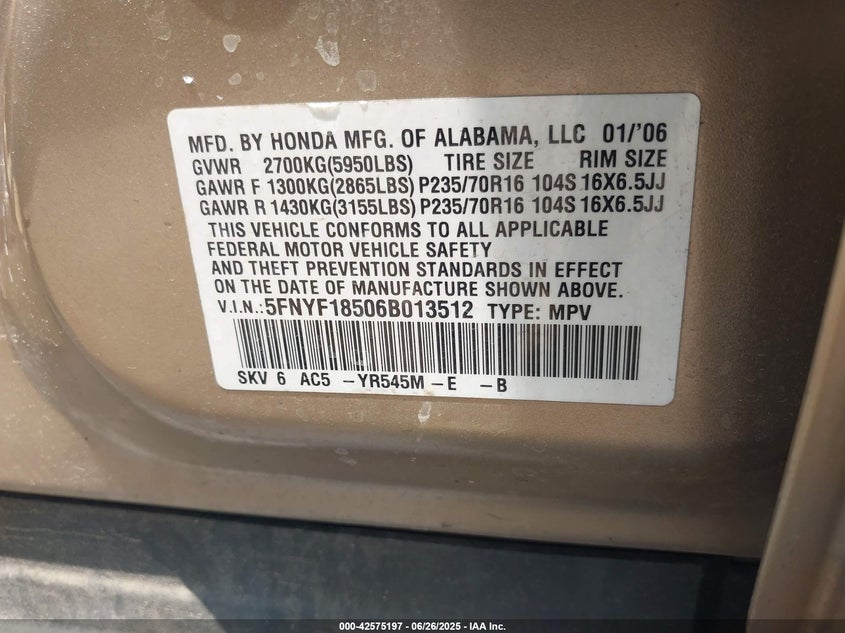 MFD. BY HONDA MFG. OF ALABAMA, LLC 01/'06
GVWR 2700KG(5950LBS) TIRE SIZE RIM SIZE
GAWR F 1300KG(2865LBS) P235/70R16 104S 16X6.5JJ
GAWR R 1430KG(3155LBS) P235/70R16 104S 16X6.5JJ
THIS VEHICLE CONFORMS TO ALL APPLICABLE
FEDERAL MOTOR VEHICLE SAFETY
AND THEFT PREVENTION STANDARDS IN EFFECT
ON THE DATE OF MANUFACTURE SHOWN ABOVE.
V.I.N.:5FNYF18506B013512 TYPE: MPV
SKV 6 AC5 -YR545M-E -B
000-42575197 - 06/26/2025 - IAA Inc.